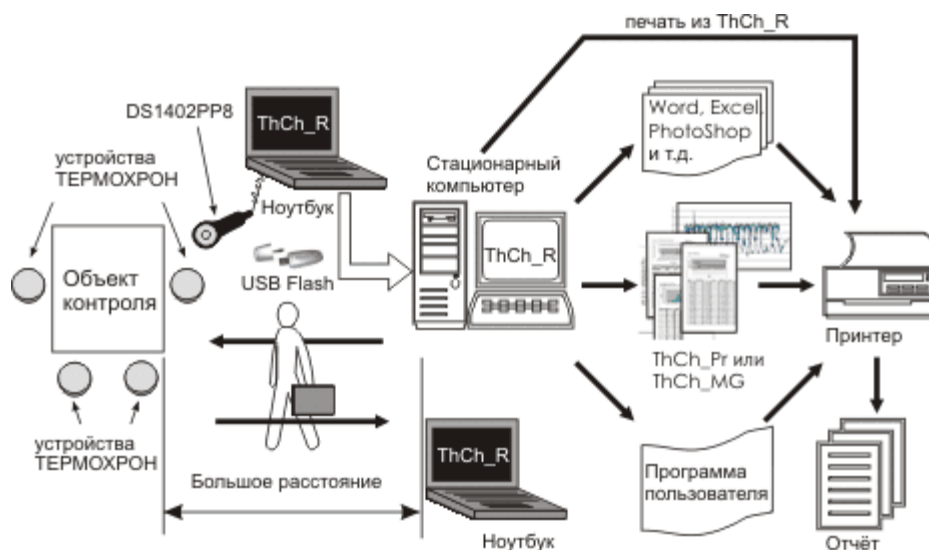 печать из ThCh_R
DS1402PP8
ThCh_R
Word, Excel,
PhotoShop
и т.д.
устройства
ТЕРМОХРОН
Стационарный
компьютер
Ноутбук
ThCh_R
Объект
контроля
USB Flash
Принтер
ThCh_Pr или
ThCh_MG
устройства
ТЕРМОХРОН
ThCh_R
Большое расстояние
Программа
пользователя
Ноутбук
Отчёт